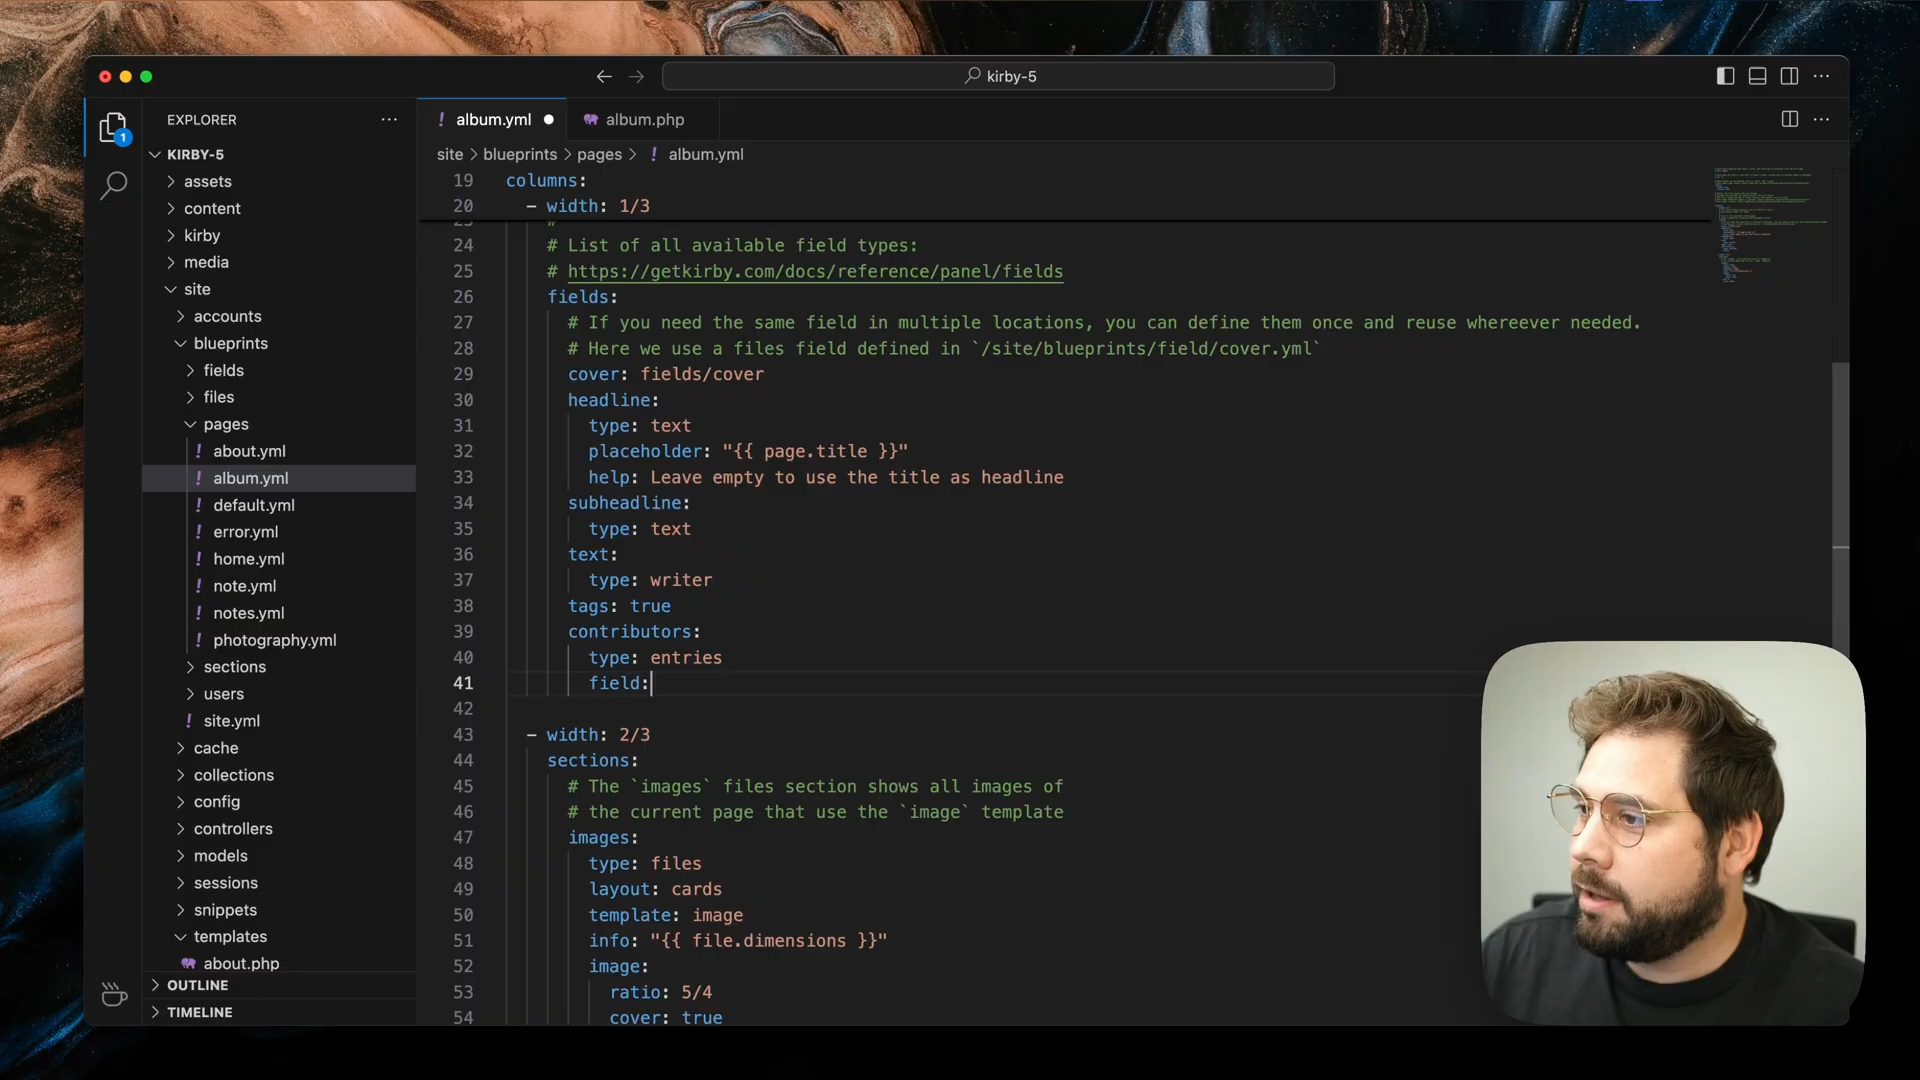 kirby-5
EXPLORER
1
KIRBY-5
assets
content
kirby
media
site
accounts
blueprints
fields
files
pages
! about.yml
! album.yml
! default.yml
! error.yml
! home.yml
! note.yml
! notes.yml
! photography.yml
sections
users
! site.yml
cache
collections
config
controllers
models
sessions
snippets
templates
about.php
OUTLINE
TIMELINE
! album.yml
album.php
site > blueprints > pages > ! album.yml
19 columns:
20 - width: 1/3
24 # List of all available field types:
25 # https://getkirby.com/docs/reference/panel/fields
26 fields:
27 # If you need the same field in multiple locations, you can define them once and reuse whereever needed.
28 # Here we use a files field defined in `/site/blueprints/field/cover.yml`
29 cover: fields/cover
30 headline:
31 type: text
32 placeholder: "{{ page.title }}"
33 help: Leave empty to use the title as headline
34 subheadline:
35 type: text
36 text:
37 type: writer
38 tags: true
39 contributors:
40 type: entries
41 field:
42
43 - width: 2/3
44 sections:
45 # The `images` files section shows all images of
46 # the current page that use the `image` template
47 images:
48 type: files
49 layout: cards
50 template: image
51 info: "{{ file.dimensions }}"
52 image:
53 ratio: 5/4
54 cover: true